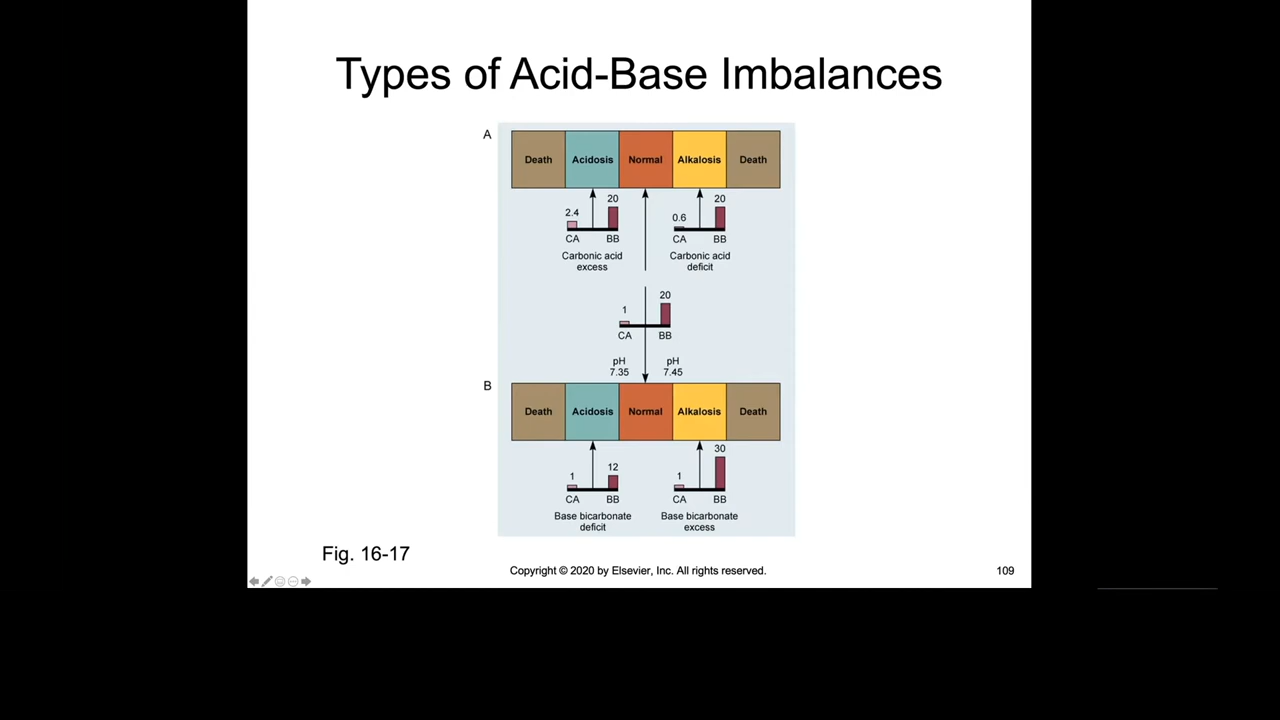 Types of Acid-Base Imbalances
A
Death Acidosis Normal Alkalosis Death
2.4 20 0.6 20
CA BB CA BB
Carbonic acid excess
Carbonic acid deficit
1 20
CA BB
pH 7.35
pH 7.45
B
Death Acidosis Normal Alkalosis Death
1 12 1 30
CA BB CA BB
Base bicarbonate deficit
Base bicarbonate excess
Fig. 16-17
Copyright © 2020 by Elsevier, Inc. All rights reserved.
109